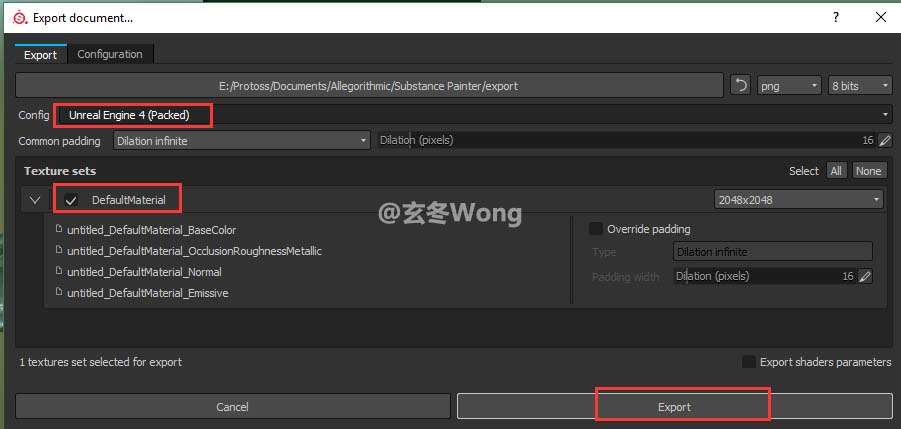 Export document...
Export Configuration
E:/Protoss/Documents/Allegorithmic/Substance Painter/export png 8 bits
Config Unreal Engine 4 (Packed)
Common padding Dilation infinite Dilation (pixels) 16
Texture sets Select All None
DefaultMaterial 2048x2048
@玄冬Wong
untitled_DefaultMaterial_BaseColor Override padding
untitled_DefaultMaterial_OcclusionRoughnessMetallic Type Dilation infinite
untitled_DefaultMaterial_Normal Padding width Dilation (pixels) 16
untitled_DefaultMaterial_Emissive
1 textures set selected for export Export shaders parameters
Cancel Export